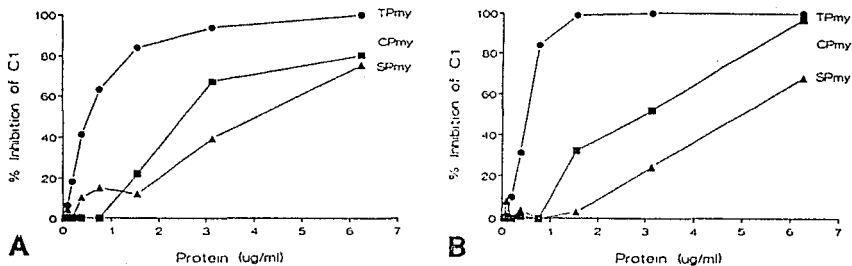 100
80
60
40
20
0
% Inhibition of C1
TPmy
CPmy
SPmy
0 1 2 3 4 5 6 7
Protein (ug/ml)
A
100
80
60
40
20
0
% Inhibition of C1
TPmy
CPmy
SPmy
0 1 2 3 4 5 6 7
Protein (ug/ml)
B